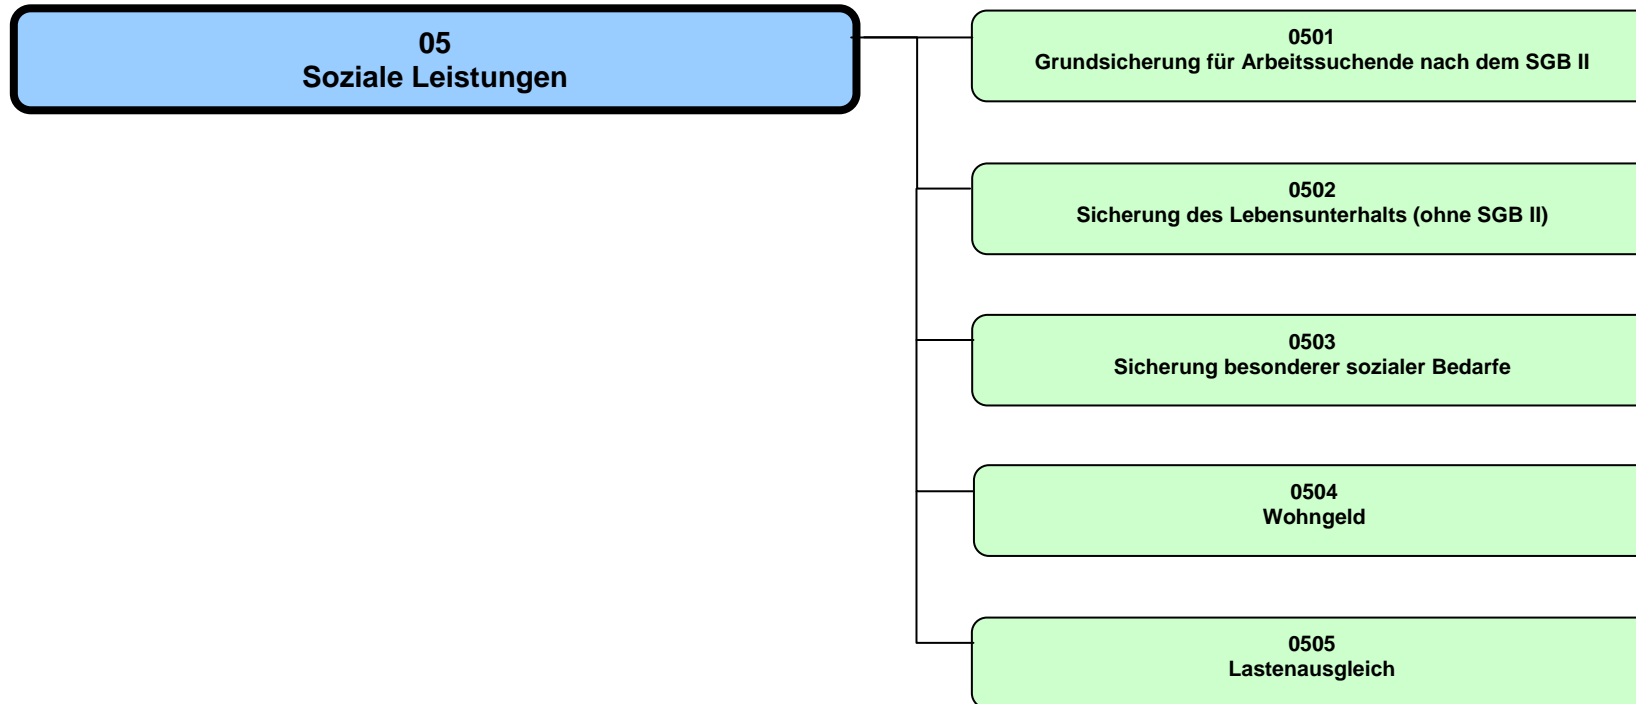 05
Soziale Leistungen
0501
Grundsicherung für Arbeitssuchende nach dem SGB II
0502
Sicherung des Lebensunterhalts (ohne SGB II)
0503
Sicherung besonderer sozialer Bedarfe
0504
Wohngeld
0505
Lastenausgleich